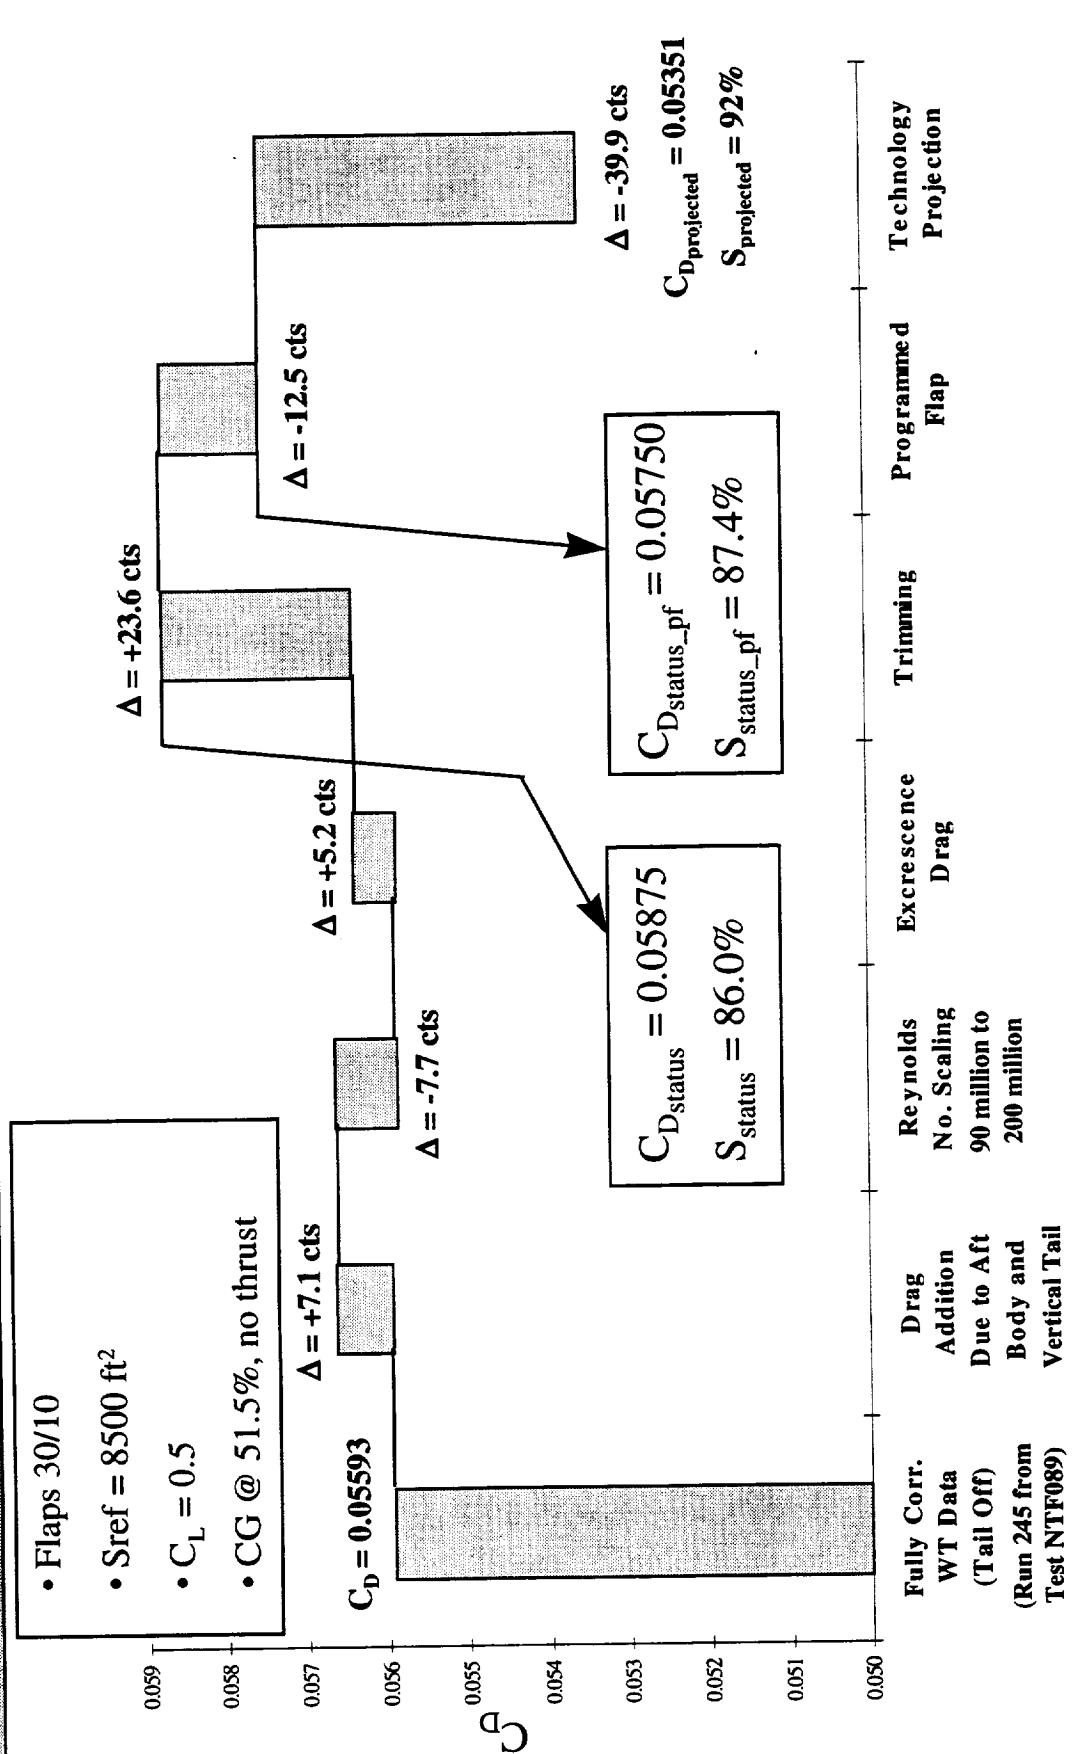 • Flaps 30/10
• Sref = 8500 ft²
• C_L = 0.5
• CG @ 51.5%, no thrust
C_D
0.059
0.058
0.057
0.056
0.055
0.054
0.053
0.052
0.051
0.050
C_D = 0.05593
Δ = +7.1 cts
Δ = -7.7 cts
Δ = +5.2 cts
Δ = +23.6 cts
Δ = -12.5 cts
Δ = -39.9 cts
C_Dprojected = 0.05351
S_projected = 92%
C_Dstatus = 0.05875
S_status = 86.0%
C_Dstatus_pf = 0.05750
S_status_pf = 87.4%
Fully Corr.
WT Data
(Tail Off)
(Run 245 from
Test NTF089)
Drag
Addition
Due to Aft
Body and
Vertical Tail
Reynolds
No. Scaling
90 million to
200 million
Excrescence
Drag
Trimming
Programmed
Flap
Technology
Projection